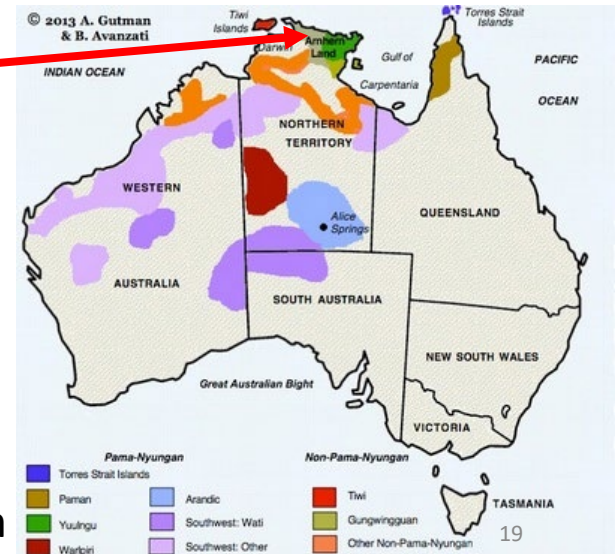 © 2013 A. Gutman
& B. Avanzati
Tiwi
Islands
Torres Strait
Islands
Darwin
Arnhem
Land
Gulf of
Carpentaria
INDIAN OCEAN
PACIFIC
OCEAN
NORTHERN
TERRITORY
WESTERN
AUSTRALIA
Alice
Springs
QUEENSLAND
SOUTH AUSTRALIA
NEW SOUTH WALES
Great Australian Bight
VICTORIA
TASMANIA
Pama-Nyungan
Non-Pama-Nyungan
Torres Strait Islands
Paman
Arandic
Tiwi
Yuulngu
Southwest: Wati
Gungwingguan
Warlpiri
Southwest: Other
Other Non-Pama-Nyungan
19